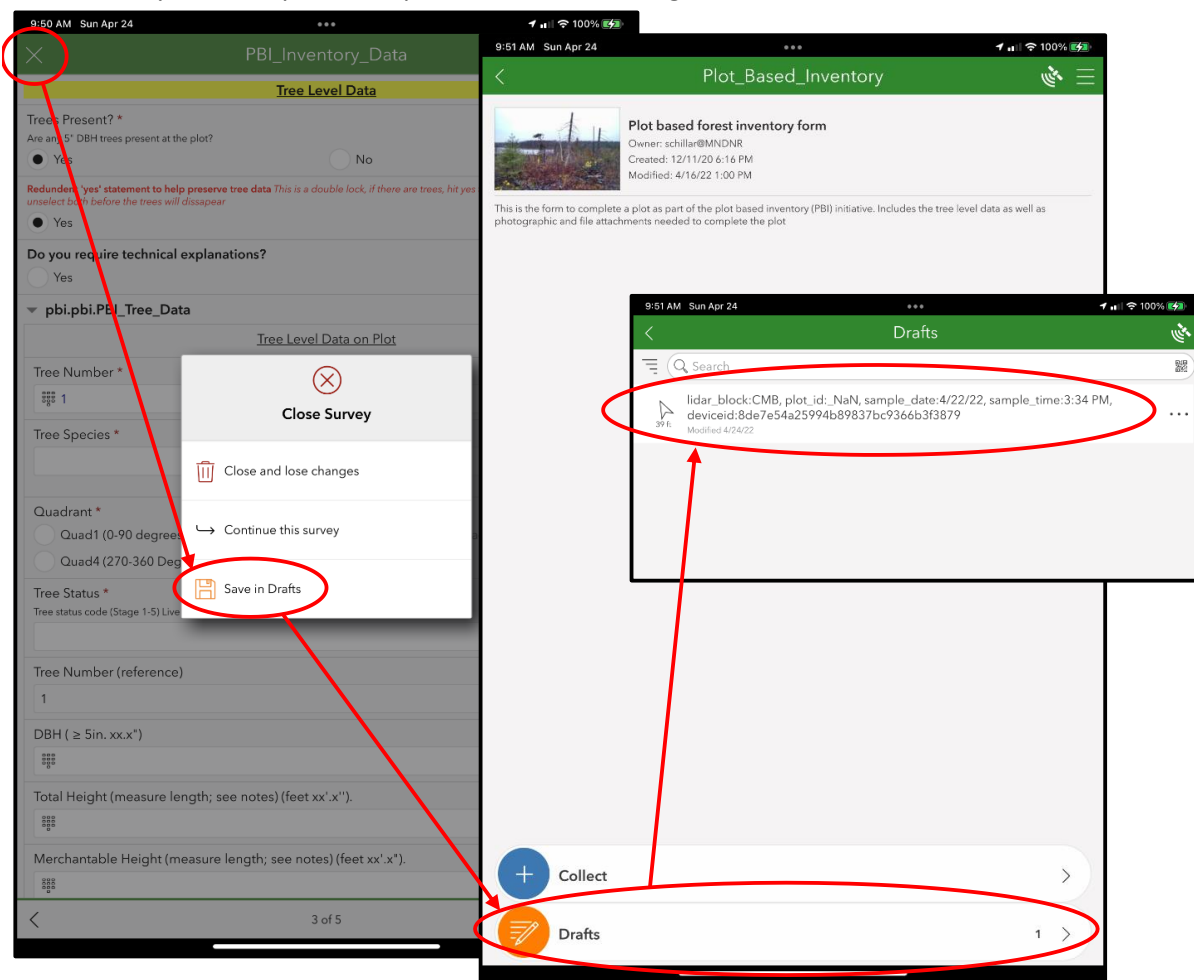 9:50 AM Sun Apr 24
100%
PBI_Inventory_Data
Tree Level Data
Trees Present? *
Are any 5" DBH trees present at the plot?
Yes
No
'yes' statement to help preserve tree data This is a double lock, if there are trees, hit yes
unselect both before the trees will dissapear
Yes
Do you require technical explanations?
Yes
pbi.pbi.PBI_Tree_Data
Tree Level Data on Plot
Tree Number *
1
Tree Species *
Quadrant *
Quad1 (0-90 degrees
Quad4 (270-360 Deg
Tree Status *
Tree status code (Stage 1-5) Live
Tree Number (reference)
1
DBH ( ≥ 5in. xx.x")
Total Height (measure length; see notes) (feet xx'.x'').
Merchantable Height (measure length; see notes) (feet xx'.x").
3 of 5
Close Survey
Close and lose changes
Continue this survey
Save in Drafts
9:51 AM Sun Apr 24
100%
Plot_Based_Inventory
Plot based forest inventory form
Owner: schillar@MNDNR
Created: 12/11/20 6:16 PM
Modified: 4/16/22 1:00 PM
This is the form to complete a plot as part of the plot based inventory (PBI) initiative. Includes the tree level data as well as
photographic and file attachments needed to complete the plot
9:51 AM Sun Apr 24
100%
Drafts
Search
lidar_block:CMB, plot_id:_NaN, sample_date:4/22/22, sample_time:3:34 PM,
deviceid:8de7e54a25994b89837bc9366b3f3879
39 ft
Modified 4/24/22
Collect
Drafts
1